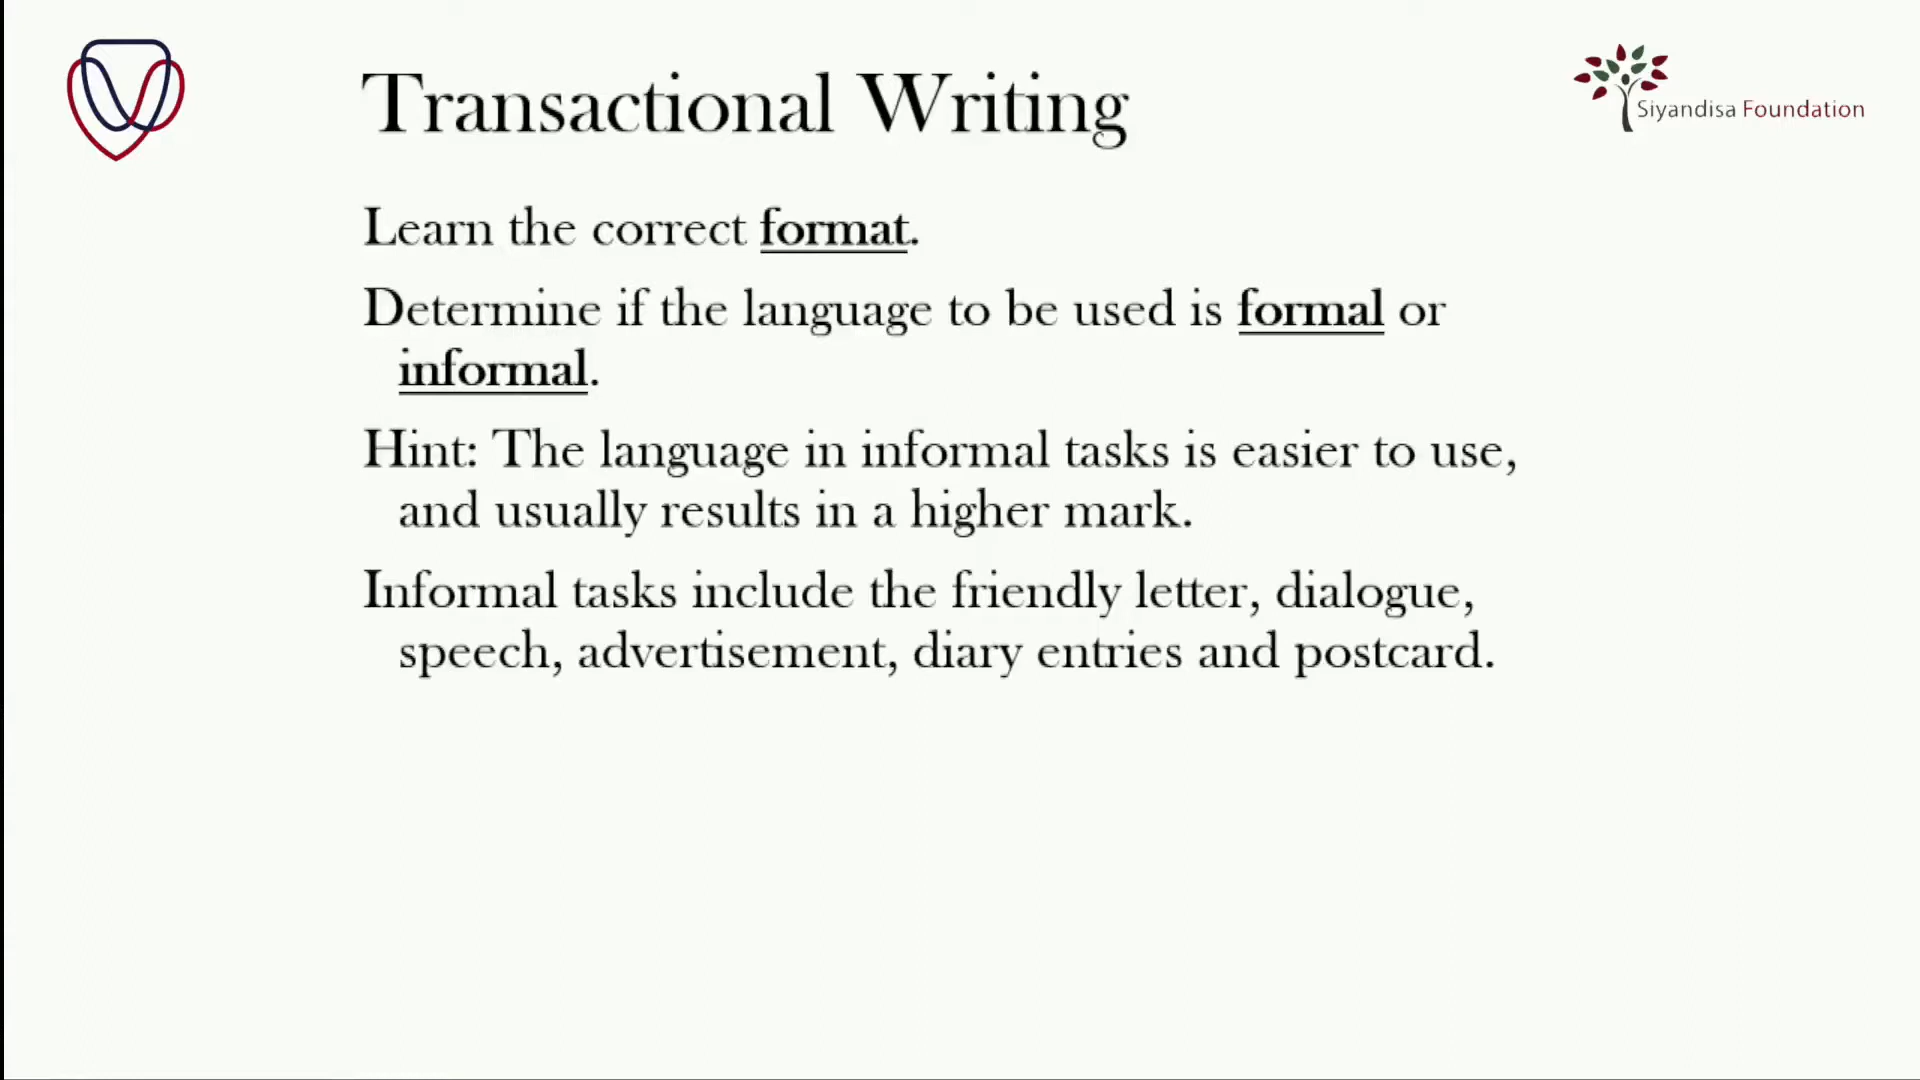 Transactional Writing
Siyandisa Foundation
Learn the correct format.
Determine if the language to be used is formal or
informal.
Hint: The language in informal tasks is easier to use,
and usually results in a higher mark.
Informal tasks include the friendly letter, dialogue,
speech, advertisement, diary entries and postcard.